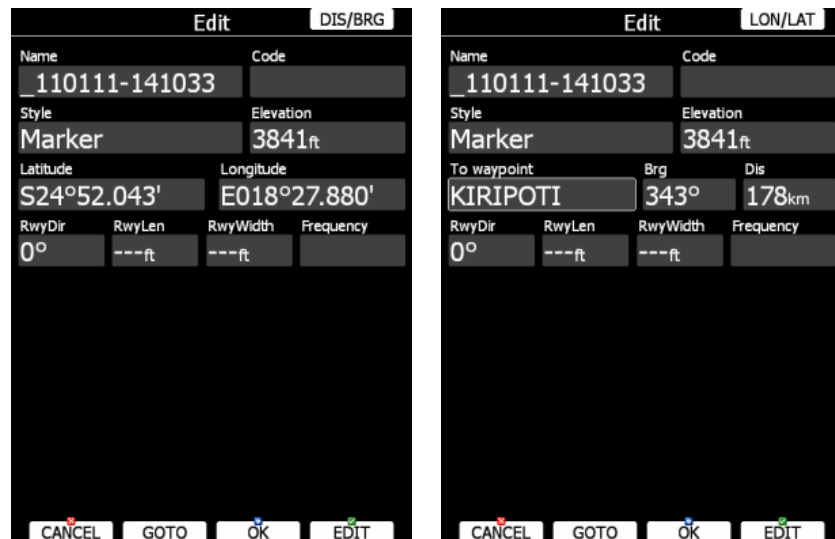 Edit DIS/BRG
Name Code
_110111-141033
Style Elevation
Marker 3841ft
Latitude Longitude
S24°52.043' E018°27.880'
RwyDir RwyLen RwyWidth Frequency
0° ---ft ---ft
CANCEL GOTO OK EDIT
Edit LON/LAT
Name Code
_110111-141033
Style Elevation
Marker 3841ft
To waypoint Brg Dis
KIRIPOTI 343° 178km
RwyDir RwyLen RwyWidth Frequency
0° ---ft ---ft
CANCEL GOTO OK EDIT